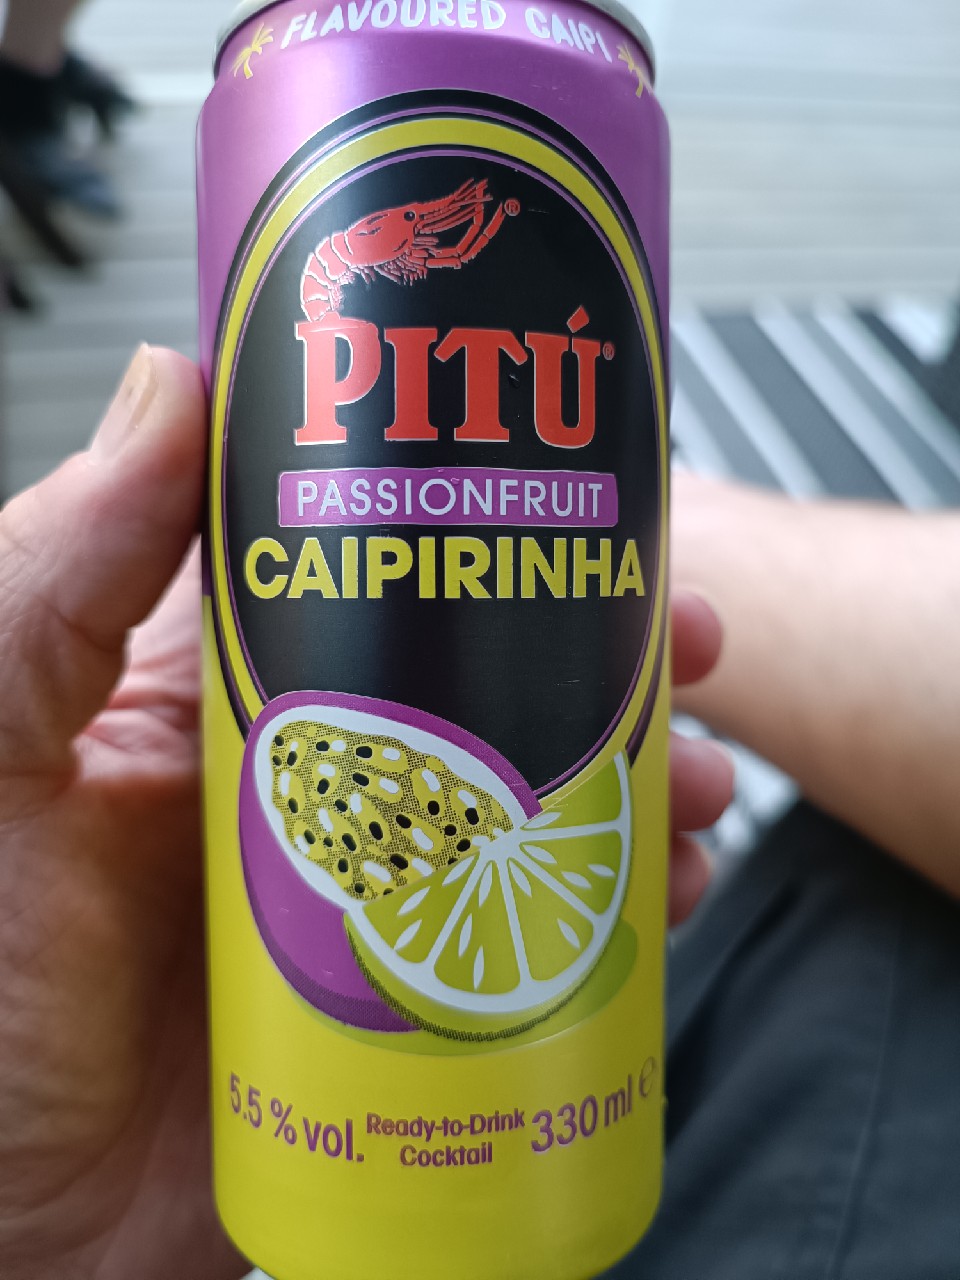 FLAVOURED CAIPI
®
PITÚ®
PASSIONFRUIT
CAIPIRINHA
5.5 % vol. Ready-to-Drink Cocktail 330 ml ℮